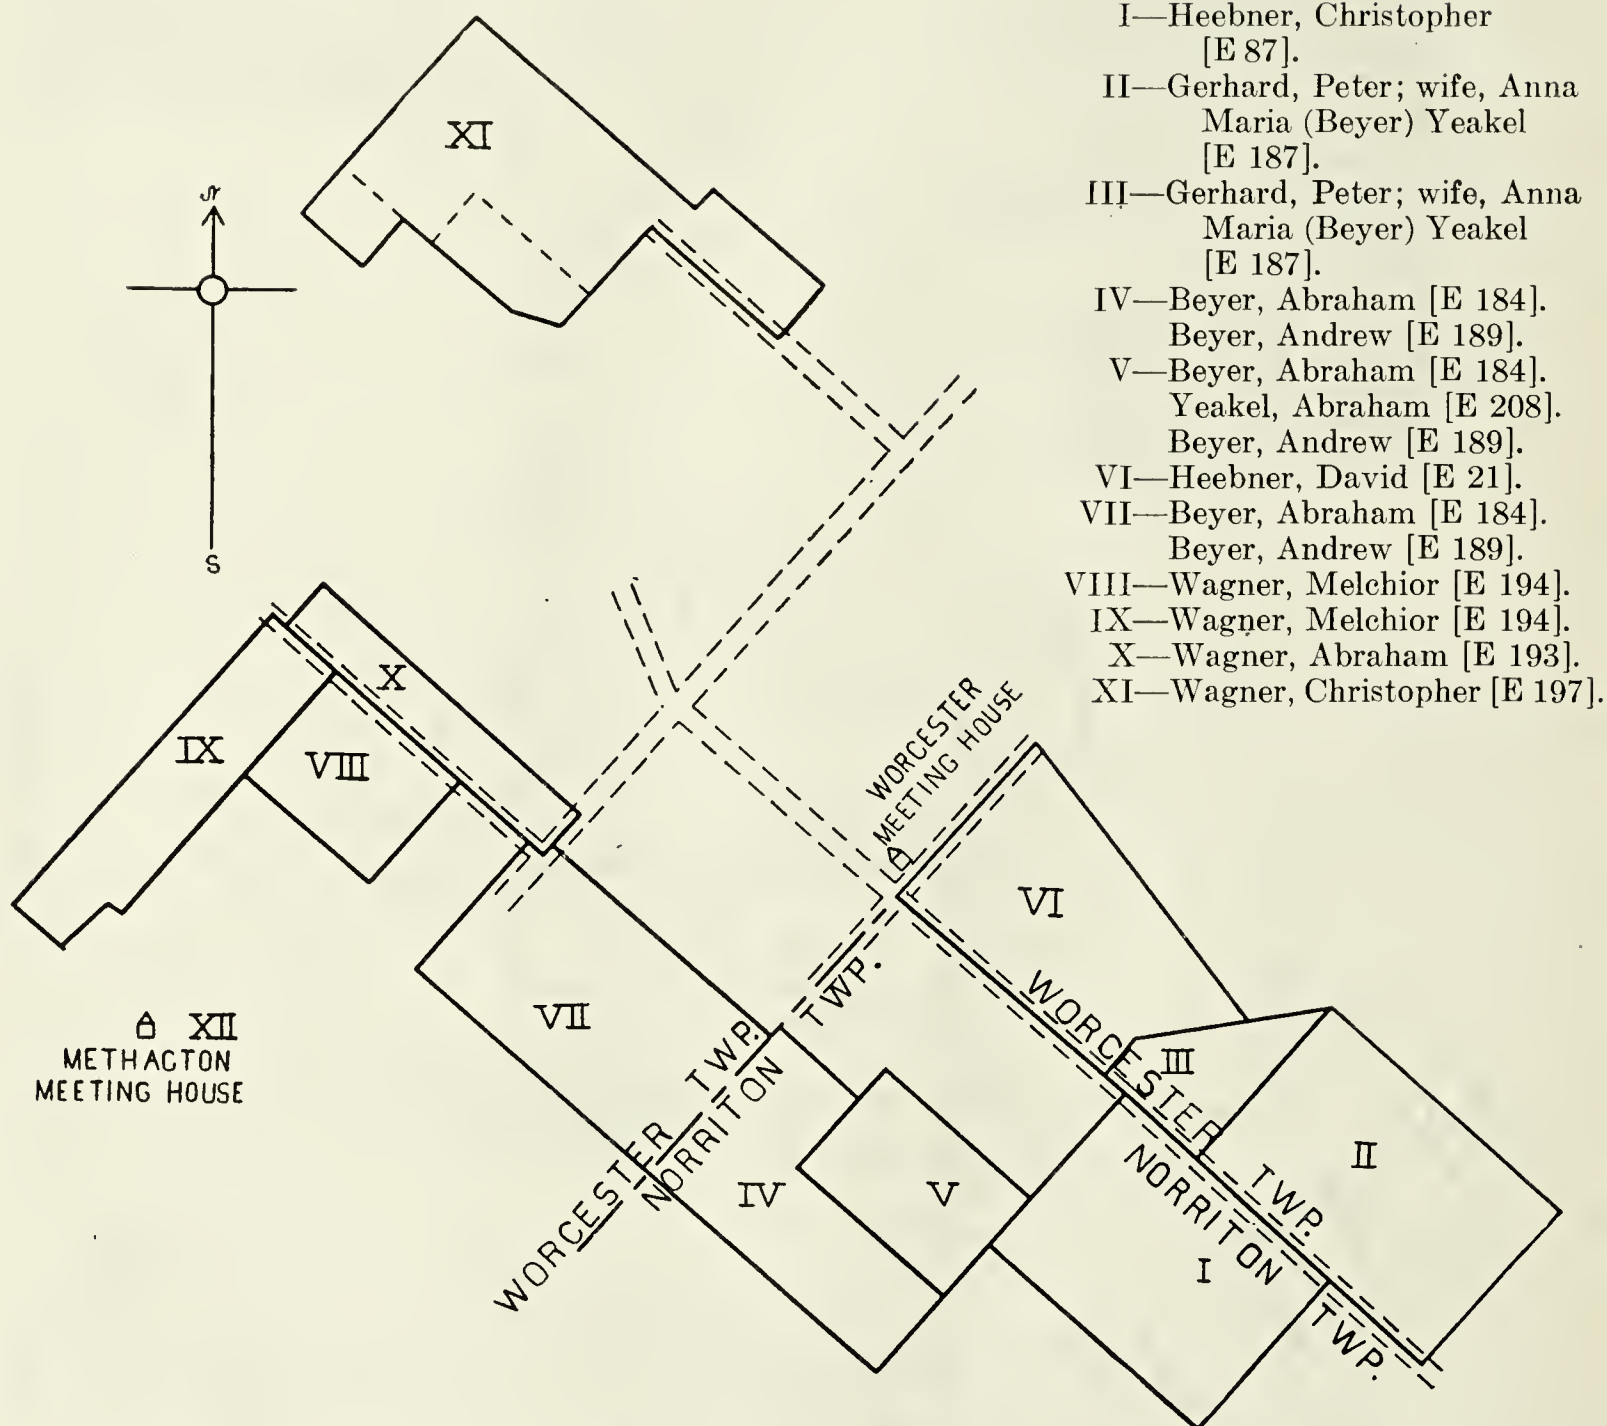 I—Heebner, Christopher
[E 87].
II—Gerhard, Peter; wife, Anna
Maria (Beyer) Yeakel
[E 187].
III—Gerhard, Peter; wife, Anna
Maria (Beyer) Yeakel
[E 187].
IV—Beyer, Abraham [E 184].
Beyer, Andrew [E 189].
V—Beyer, Abraham [E 184].
Yeakel, Abraham [E 208].
Beyer, Andrew [E 189].
VI—Heebner, David [E 21].
VII—Beyer, Abraham [E 184].
Beyer, Andrew [E 189].
VIII—Wagner, Melchior [E 194].
IX—Wagner, Melchior [E 194].
X—Wagner, Abraham [E 193].
XI—Wagner, Christopher [E 197].
XI
N
S
X
IX
VIII
WORCESTER
MEETING HOUSE
VI
VII
TWP.
WORCESTER TWP.
NORRITON TWP.
III
II
XII
METHACTON
MEETING HOUSE
WORCESTER TWP.
NORRITON
IV
V
I